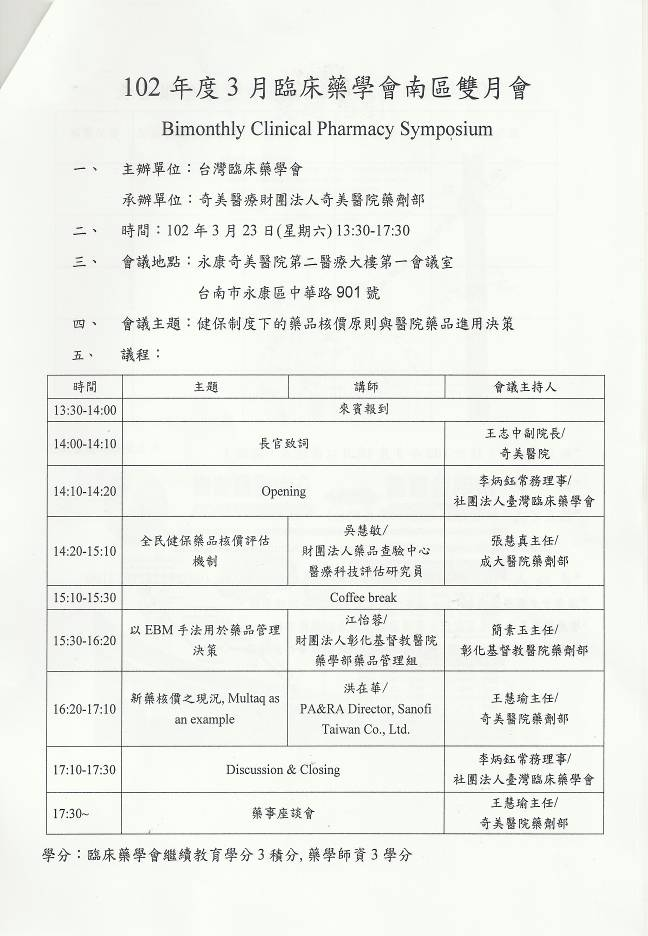 102 年度 3 月臨床藥學會南區雙月會
Bimonthly Clinical Pharmacy Symposium
一、 主辦單位：台灣臨床藥學會
承辦單位：奇美醫療財團法人奇美醫院藥劑部
二、 時間：102 年 3 月 23 日(星期六) 13:30-17:30
三、 會議地點：永康奇美醫院第二醫療大樓第一會議室
台南市永康區中華路 901 號
四、 會議主題：健保制度下的藥品核價原則與醫院藥品進用決策
五、 議程：
時間 主題 講師 會議主持人
13:30-14:00 來賓報到
14:00-14:10 長官致詞 王志中副院長/
奇美醫院
14:10-14:20 Opening 李炳鈺常務理事/
社團法人臺灣臨床藥學會
14:20-15:10 全民健保藥品核價評估
機制
吳慧敏/
財團法人藥品查驗中心
醫療科技評估研究員
張慧真主任/
成大醫院藥劑部
15:10-15:30 Coffee break
15:30-16:20 以 EBM 手法用於藥品管理
決策
江怡蓉/
財團法人彰化基督教醫院
藥學部藥品管理組
簡素玉主任/
彰化基督教醫院藥劑部
16:20-17:10 新藥核價之現況, Multaq as
an example
洪在華/
PA&RA Director, Sanofi
Taiwan Co., Ltd.
王慧瑜主任/
奇美醫院藥劑部
17:10-17:30 Discussion & Closing 李炳鈺常務理事/
社團法人臺灣臨床藥學會
17:30~ 藥事座談會 王慧瑜主任/
奇美醫院藥劑部
學分：臨床藥學會繼續教育學分 3 積分, 藥學師資 3 學分